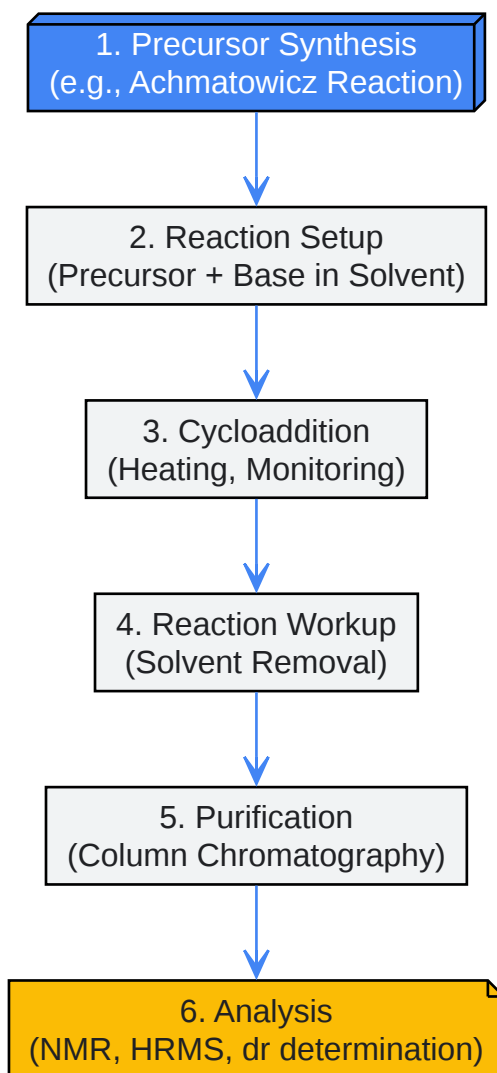 1. Precursor Synthesis
(e.g., Achmatowicz Reaction)
2. Reaction Setup
(Precursor + Base in Solvent)
3. Cycloaddition
(Heating, Monitoring)
4. Reaction Workup
(Solvent Removal)
5. Purification
(Column Chromatography)
6. Analysis
(NMR, HRMS, dr determination)